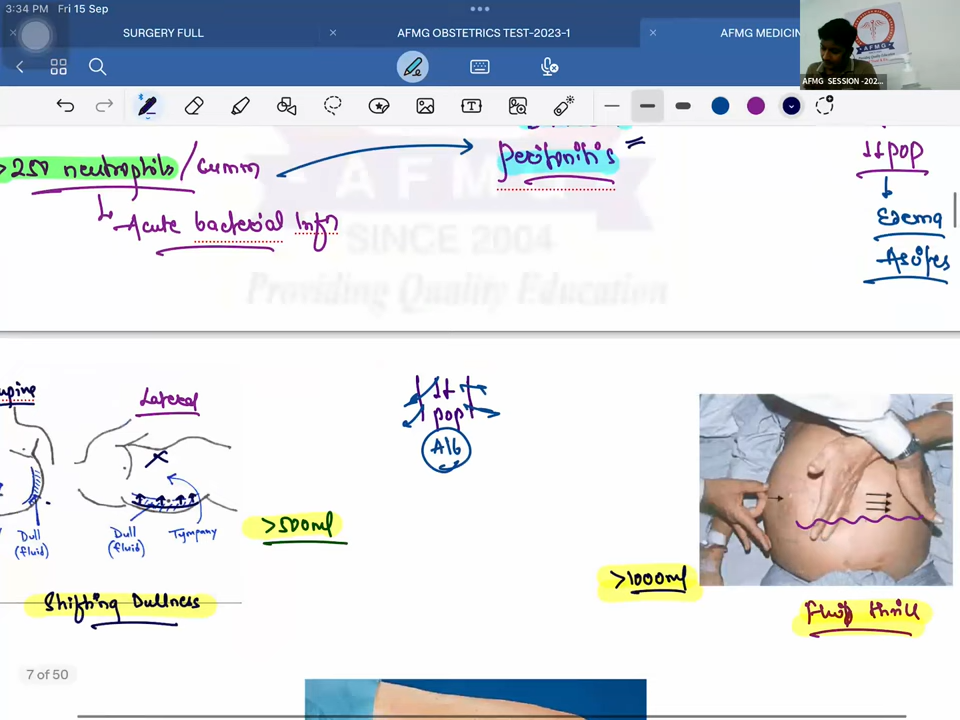 3:34 PM Fri 15 Sep
SURGERY FULL
AFMG OBSTETRICS TEST-2023-1
AFMG MEDICIN
AFMG SESSION -202...
> 250 neutrophils / cumm
Acute bacterial Infn
peritonitis
AFMG
SINCE 2004
Providing Quality Education
↓↓ pop
Edema
Ascites
upine
Lateral
↓↓
pop
Alb
Dull
(fluid)
Dull
(fluid)
Tympany
>500ml
Shifting Dullness
>1000ml
Fluid thrill
7 of 50